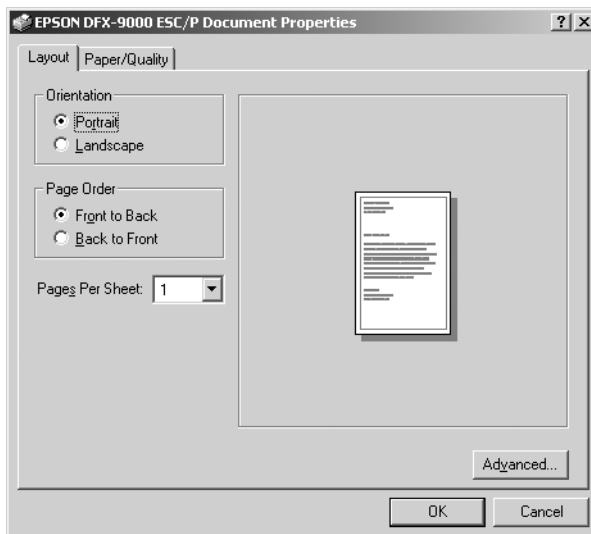 EPSON DFX-9000 ESC/P Document Properties
Layout
Paper/Quality
Orientation
Portrait
Landscape
Page Order
Front to Back
Back to Front
Pages Per Sheet: 1
Advanced...
OK
Cancel